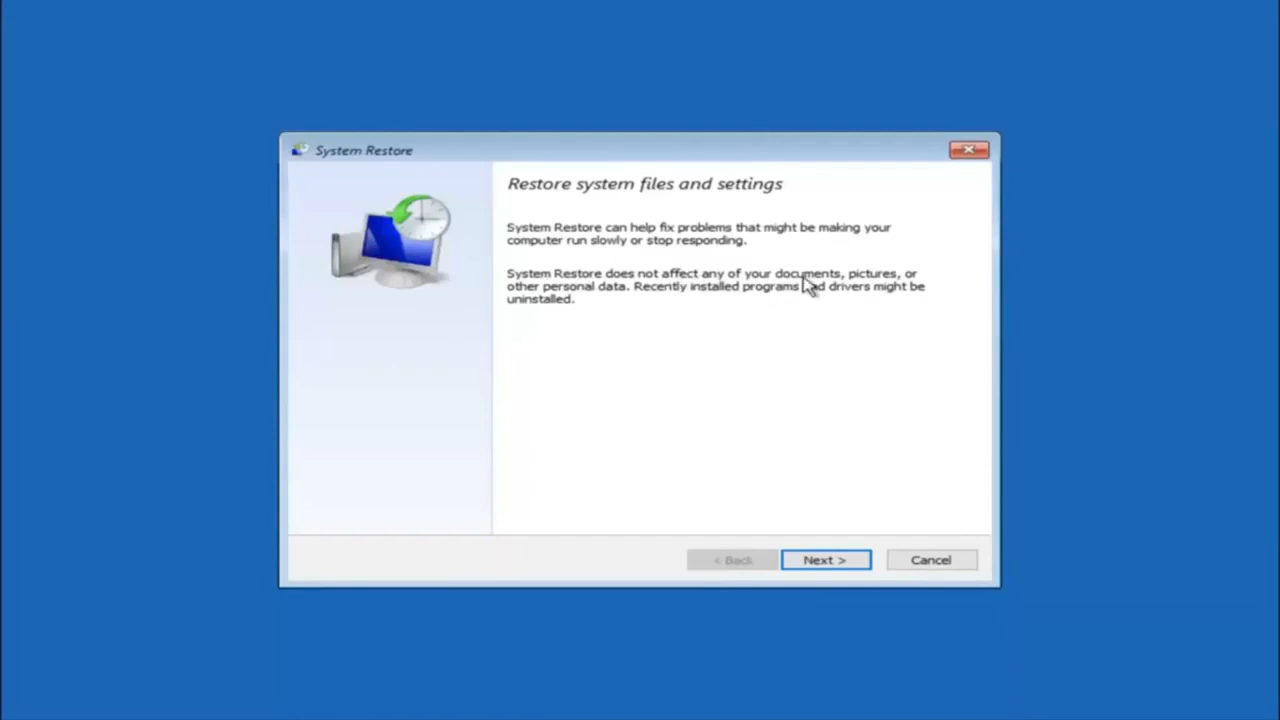 System Restore
Restore system files and settings
System Restore can help fix problems that might be making your
computer run slowly or stop responding.
System Restore does not affect any of your documents, pictures, or
other personal data. Recently installed programs drivers might be
uninstalled.
< Back
Next >
Cancel